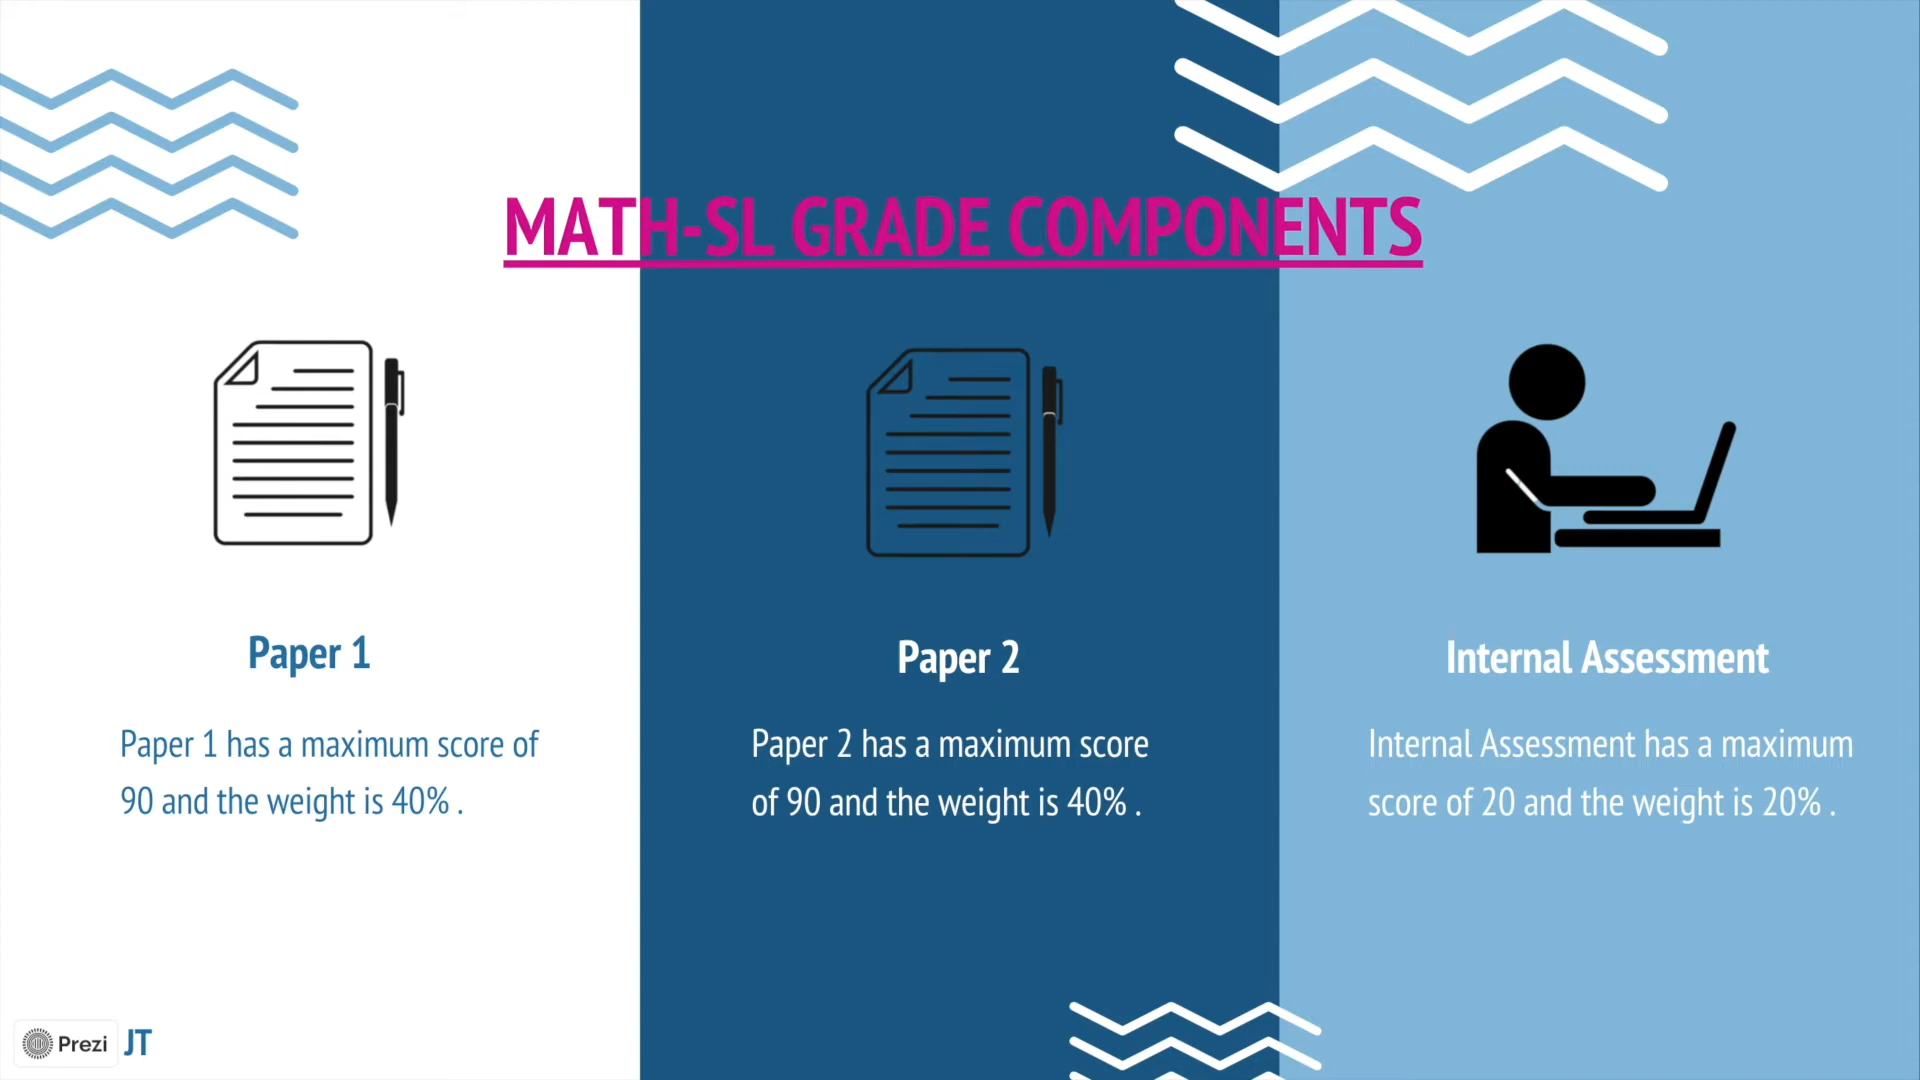 MATH-SL GRADE COMPONENTS
Paper 1
Paper 1 has a maximum score of
90 and the weight is 40% .
Paper 2
Paper 2 has a maximum score
of 90 and the weight is 40% .
Internal Assessment
Internal Assessment has a maximum
score of 20 and the weight is 20% .
Prezi JT